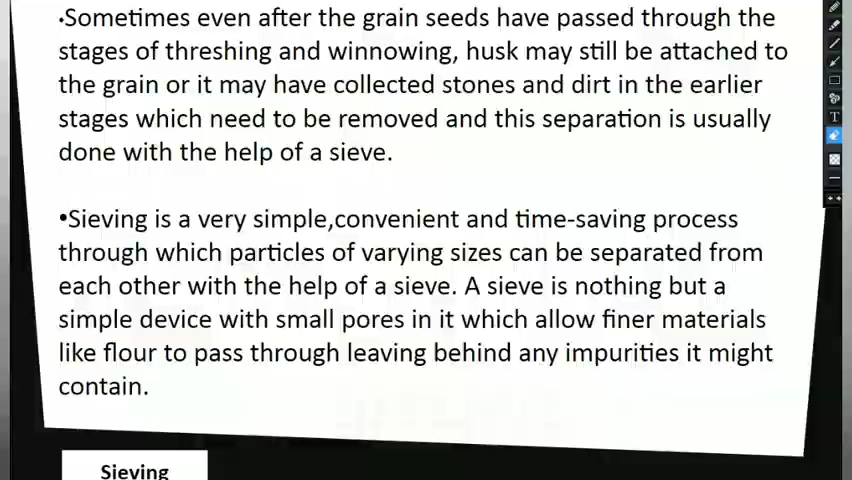 •Sometimes even after the grain seeds have passed through the
stages of threshing and winnowing, husk may still be attached to
the grain or it may have collected stones and dirt in the earlier
stages which need to be removed and this separation is usually
done with the help of a sieve.
•Sieving is a very simple,convenient and time-saving process
through which particles of varying sizes can be separated from
each other with the help of a sieve. A sieve is nothing but a
simple device with small pores in it which allow finer materials
like flour to pass through leaving behind any impurities it might
contain.
Sieving